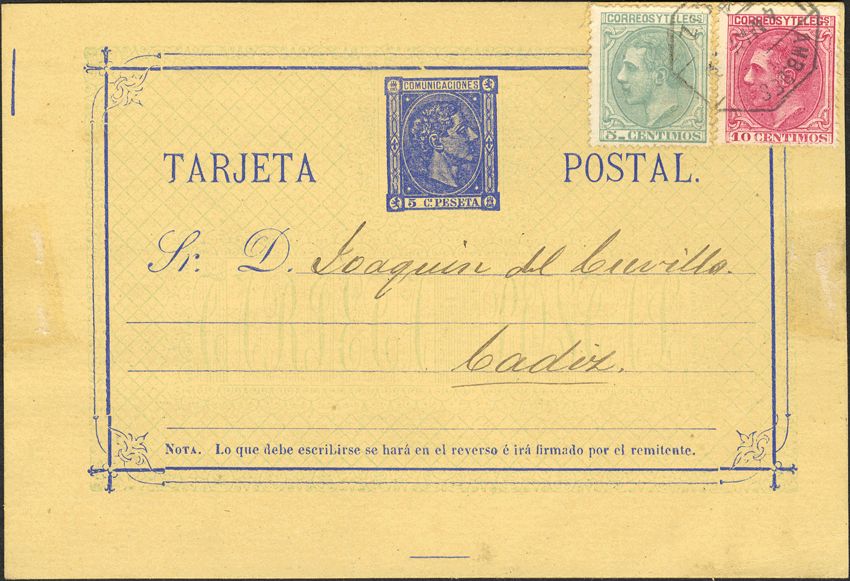 CORREOS Y TELEGS
CORREOS Y TELEGS
COMUNICACIONES
5 CENTIMOS
10 CENTIMOS
TARJETA POSTAL.
5 C. PESETA
Sr. D. Joaquin del Cuvillo.
Cadiz.
NOTA. Lo que debe escribirse se hará en el reverso é irá firmado por el remitente.